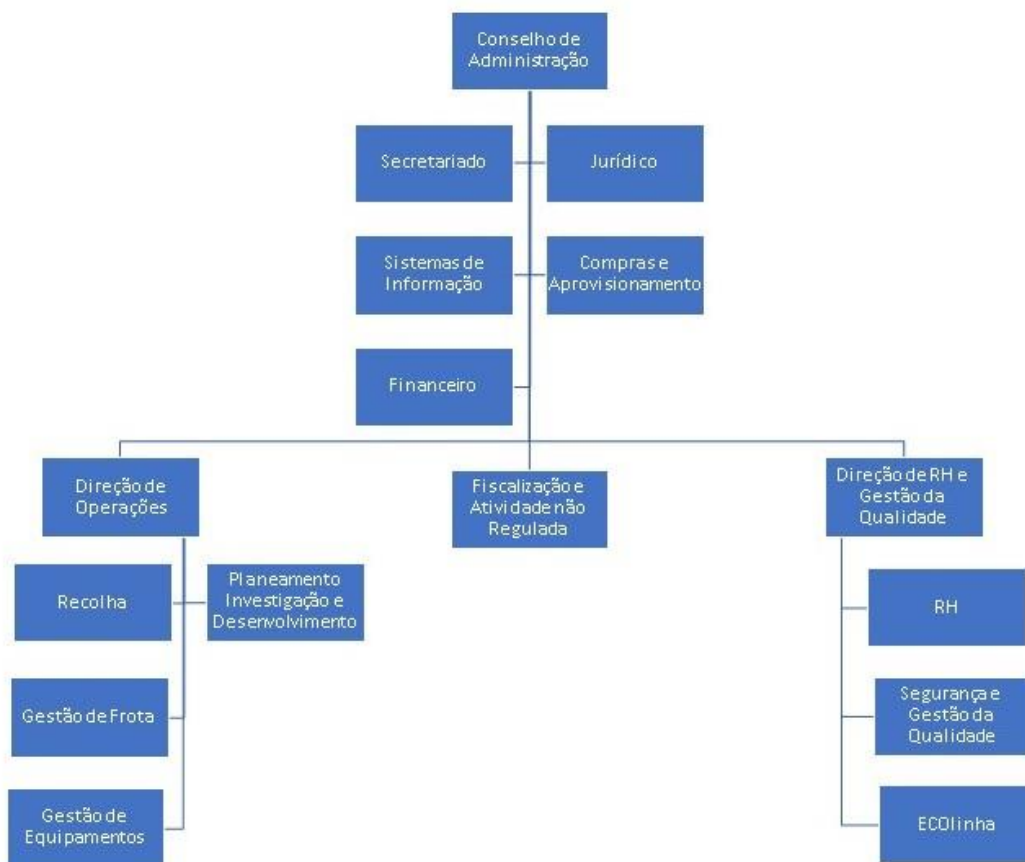 Conselho de
Administração
Secretariado
Jurídico
Sistemas de
Informação
Compras e
Aprovisionamento
Financeiro
Direção de
Operações
Fiscalização e
Atividade não
Regulada
Direção de RH e
Gestão da
Qualidade
Recolha
Planeamento
Investigação e
Desenvolvimento
RH
Gestão de Frota
Segurança e
Gestão da
Qualidade
Gestão de
Equipamentos
ECOlinha